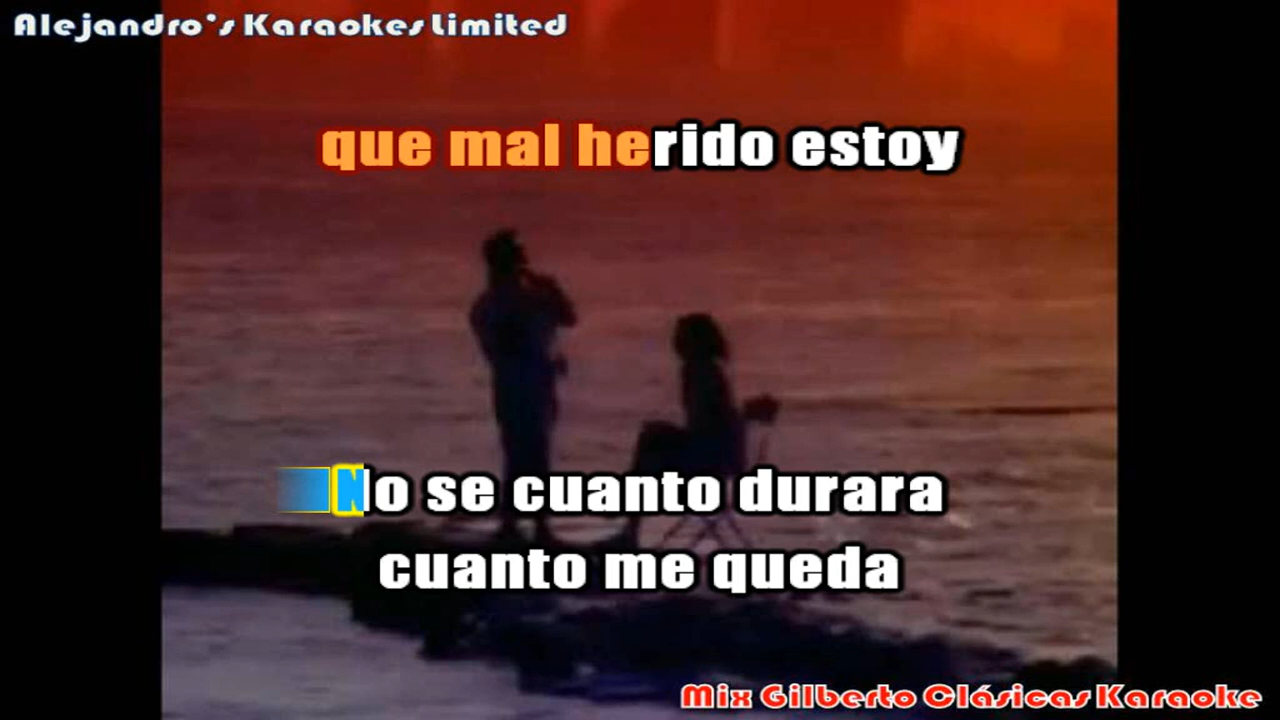 Alejandro's Karaokes Limited
que mal herido estoy
No se cuanto durara
cuanto me queda
Mix Gilberto Clásicas Karaoke